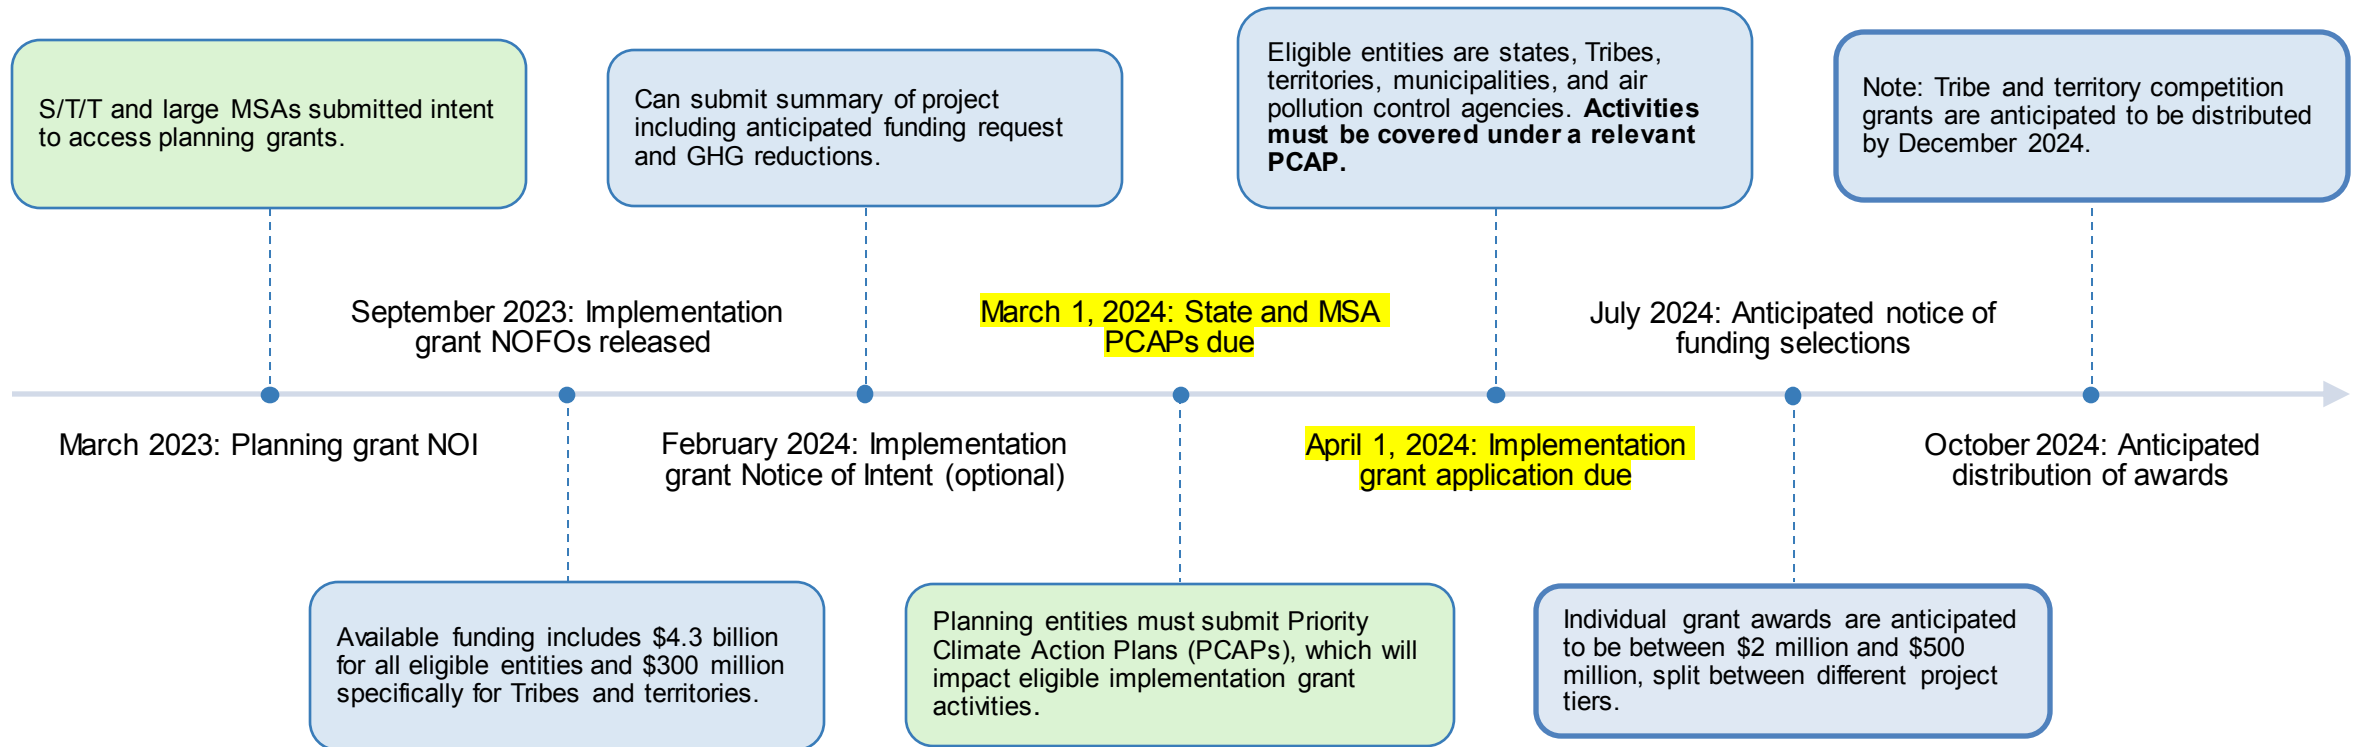 S/T/T and large MSAs submitted intent
to access planning grants.
Can submit summary of project
including anticipated funding request
and GHG reductions.
Eligible entities are states, Tribes,
territories, municipalities, and air
pollution control agencies. Activities
must be covered under a relevant
PCAP.
Note: Tribe and territory competition
grants are anticipated to be distributed
by December 2024.
September 2023: Implementation
grant NOFOs released
March 1, 2024: State and MSA
PCAPs due
July 2024: Anticipated notice of
funding selections
March 2023: Planning grant NOI
February 2024: Implementation
grant Notice of Intent (optional)
April 1, 2024: Implementation
grant application due
October 2024: Anticipated
distribution of awards
Available funding includes $4.3 billion
for all eligible entities and $300 million
specifically for Tribes and territories.
Planning entities must submit Priority
Climate Action Plans (PCAPs), which will
impact eligible implementation grant
activities.
Individual grant awards are anticipated
to be between $2 million and $500
million, split between different project
tiers.